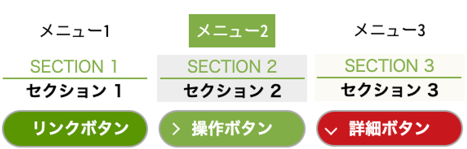 メニュー1
メニュー2
メニュー3
SECTION 1
SECTION 2
SECTION 3
セクション 1
セクション 2
セクション 3
リンクボタン
操作ボタン
詳細ボタン